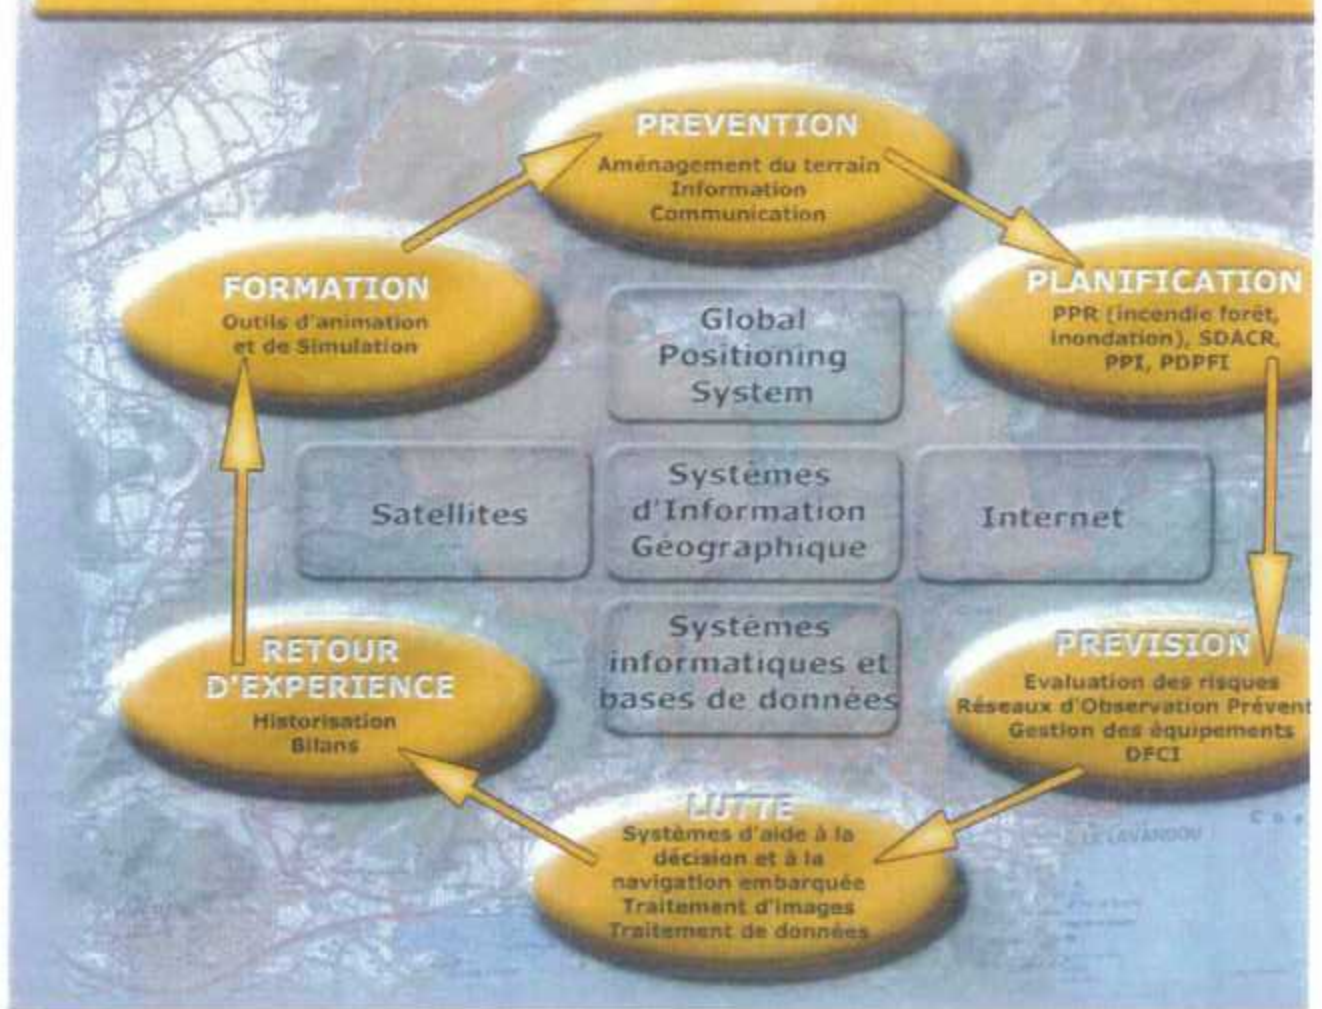 PREVENTION
Aménagement du terrain
Information
Communication
PLANIFICATION
PPR (incendie forêt,
inondation), SDACR,
PPI, PDPFI
PREVISION
Evaluation des risques
Réseaux d'Observation Prévent
Gestion des équipements
DFCI
LUTTE
Systèmes d'aide à la
décision et à la
navigation embarquée
Traitement d'images
Traitement de données
RETOUR
D'EXPERIENCE
Historisation
Bilans
FORMATION
Outils d'animation
et de Simulation
Global
Positioning
System
Satellites
Systèmes
d'Information
Géographique
Internet
Systèmes
informatiques et
bases de données
LE LAVANDOU